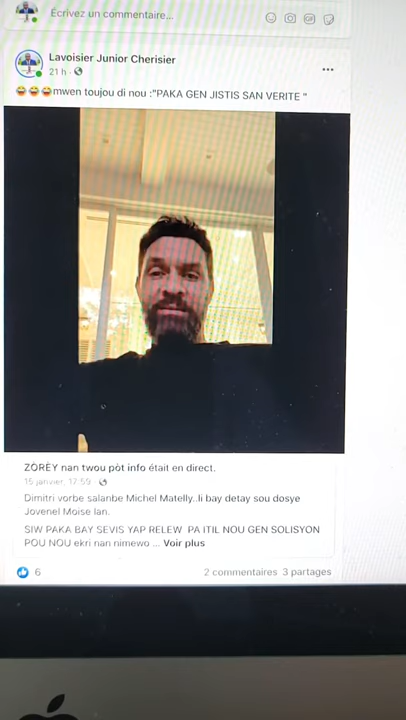 Écrivez un commentaire...
Lavoisier Junior Cherisier
21 h
😂😂😂mwen toujou di nou :"PAKA GEN JISTIS SAN VERITE "
ZÒRÈY nan twou pòt info était en direct.
15 janvier, 17:59
Dimitri vorbe salanbe Michel Matelly..li bay detay sou dosye
Jovenel Moise lan.
SIW PAKA BAY SEVIS YAP RELEW PA ITIL NOU GEN SOLISYON
POU NOU ekri nan nimewo ... Voir plus
6
2 commentaires 3 partages